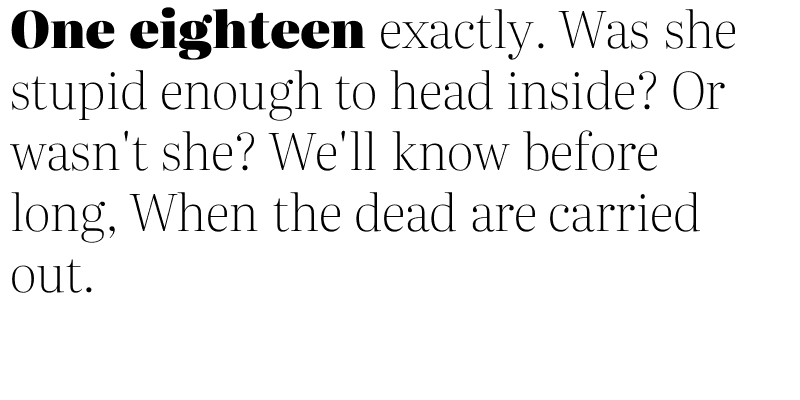 One eighteen exactly. Was she
stupid enough to head inside? Or
wasn't she? We'll know before
long, When the dead are carried
out.